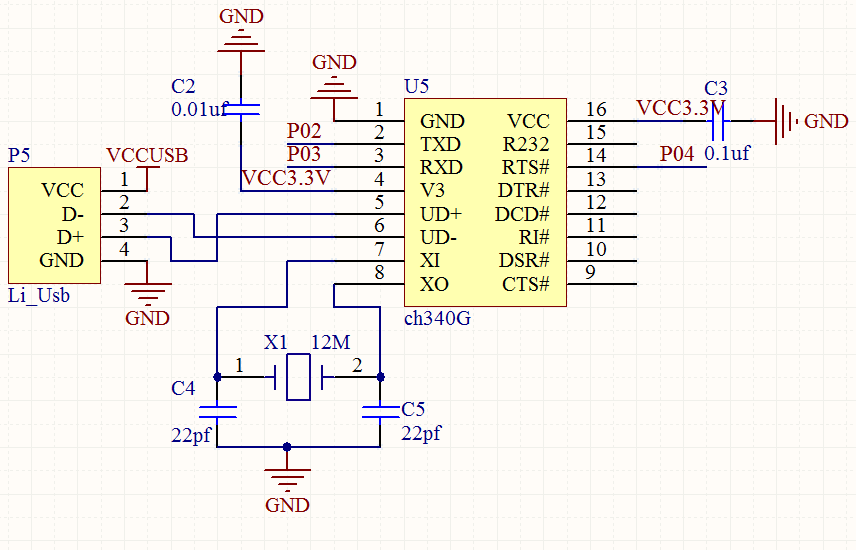 GND
GND
C2
0.01uf
U5
C3
VCC3.3V
GND
0.1uf
P02
P03
VCC3.3V
P04
1
2
3
4
5
6
7
8
GND
TXD
RXD
V3
UD+
UD-
XI
XO
VCC
R232
RTS#
DTR#
DCD#
RI#
DSR#
CTS#
16
15
14
13
12
11
10
9
ch340G
P5
VCCUSB
VCC
D-
D+
GND
1
2
3
4
Li_Usb
GND
X1
12M
1
2
C4
22pf
C5
22pf
GND